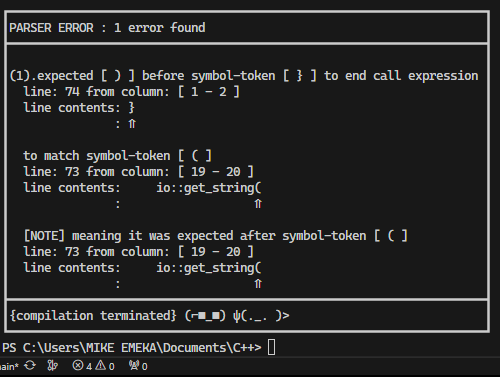 PARSER ERROR : 1 error found
(1).expected [ ) ] before symbol-token [ } ] to end call expression
line: 74 from column: [ 1 - 2 ]
line contents: }
: ⇑
to match symbol-token [ ( ]
line: 73 from column: [ 19 - 20 ]
line contents:     io::get_string(
:                 ⇑
[NOTE] meaning it was expected after symbol-token [ ( ]
line: 73 from column: [ 19 - 20 ]
line contents:     io::get_string(
:                 ⇑
{compilation terminated} (⌐■_■) ψ(._. )>
PS C:\Users\MIKE EMEKA\Documents\C++>
ain* 4 0 0